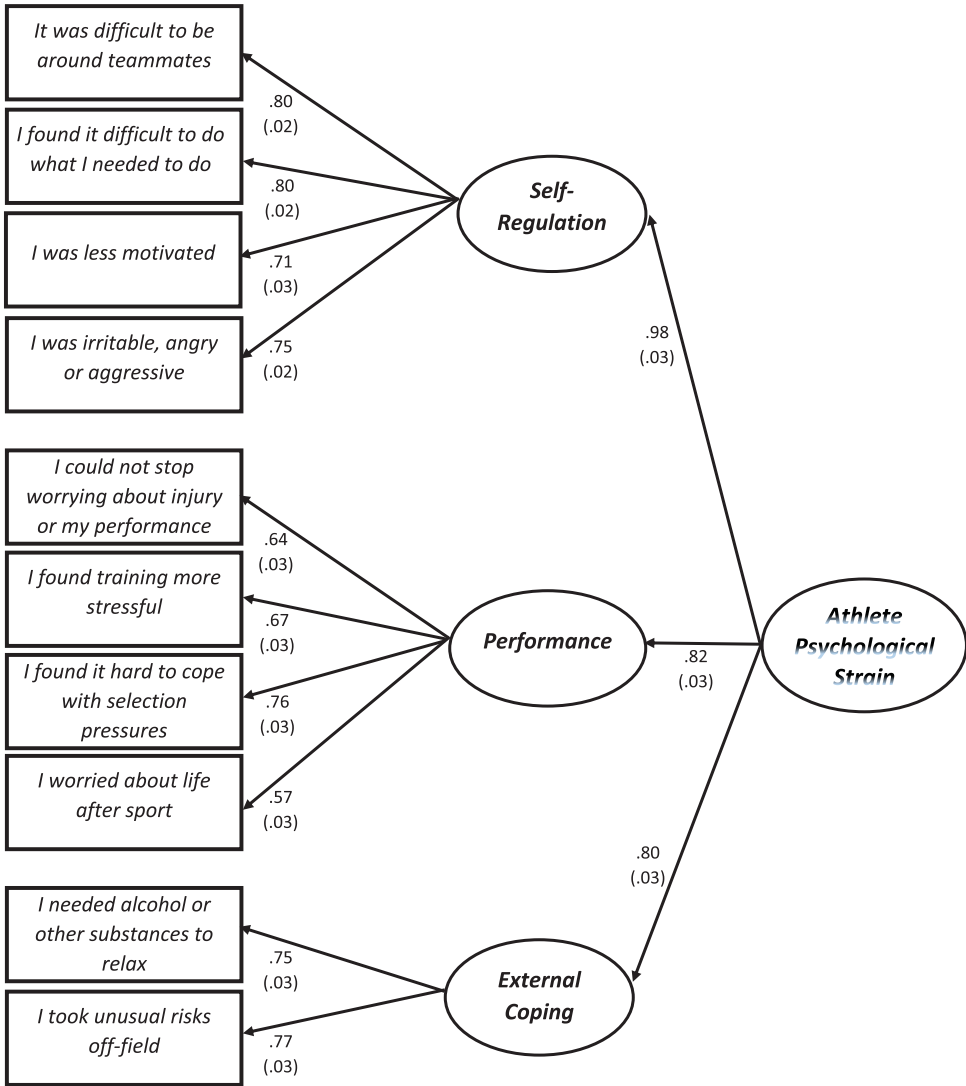 It was difficult to be
around teammates
.80
(.02)
I found it difficult to do
what I needed to do
.80
(.02)
I was less motivated
.71
(.03)
I was irritable, angry
or aggressive
.75
(.02)
Self-
Regulation
.98
(.03)
I could not stop
worrying about injury
or my performance
.64
(.03)
I found training more
stressful
.67
(.03)
I found it hard to cope
with selection
pressures
.76
(.03)
I worried about life
after sport
.57
(.03)
Performance
.82
(.03)
Athlete
Psychological
Strain
.80
(.03)
I needed alcohol or
other substances to
relax
.75
(.03)
I took unusual risks
off-field
.77
(.03)
External
Coping